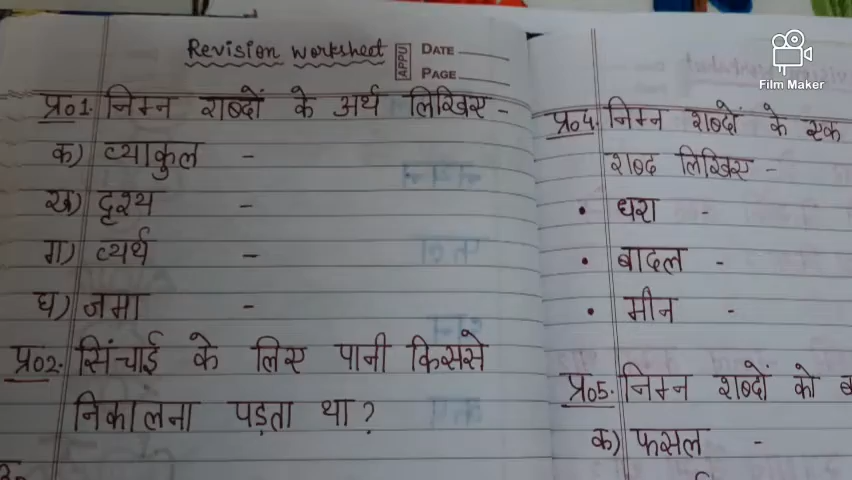 Revision Worksheet
APPU
DATE
PAGE
प्र०1. निम्न शब्दों के अर्थ लिखिए -
क) व्याकुल -
ख) दृश्य -
ग) व्यर्थ -
घ) जमा -
प्र०2. सिंचाई के लिए पानी किससे
निकालना पड़ता था?
प्र०4. निम्न शब्दों के एक
शब्द लिखिए -
• धरा -
• बादल -
• मीन -
प्र०5. निम्न शब्दों को
क) फसल -
Film Maker